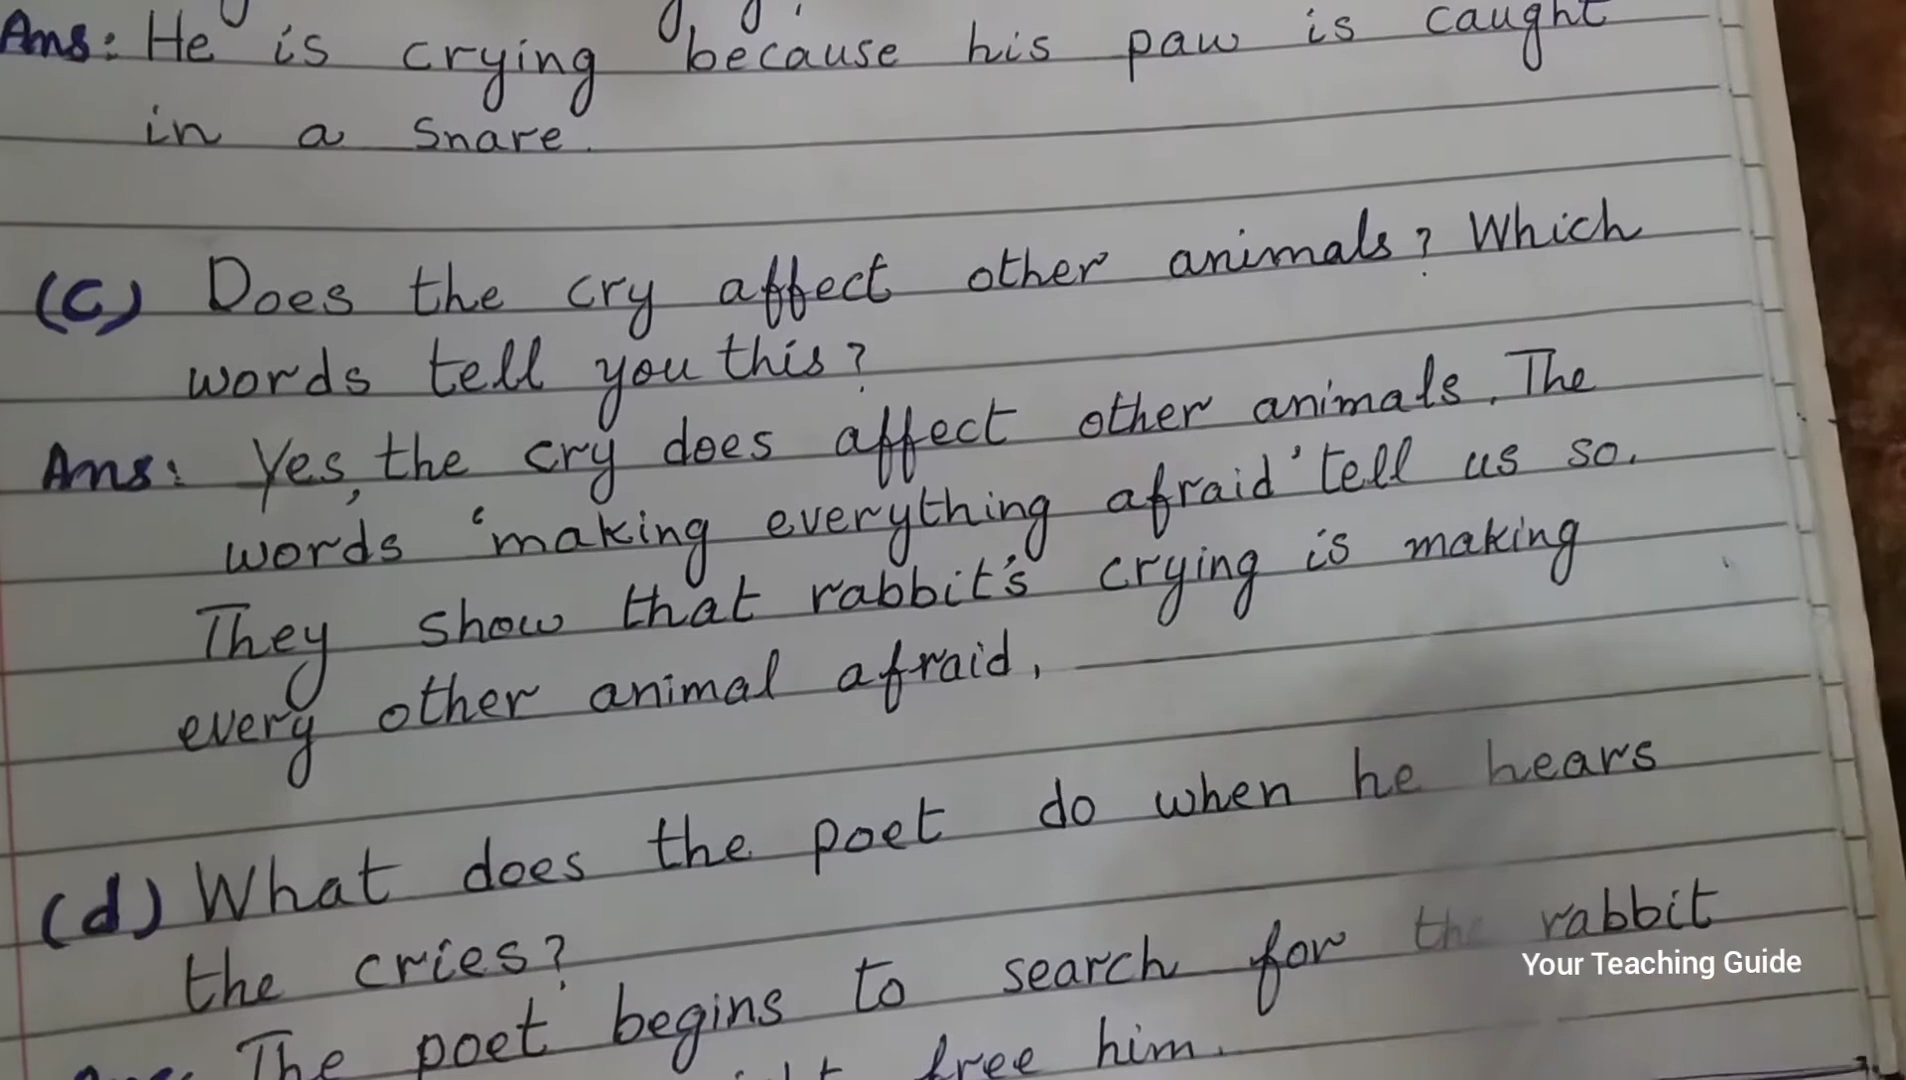 Ans: He is crying because his paw is caught
in a snare.
(C) Does the cry affect other animals? Which
words tell you this?
Ans: Yes, the cry does affect other animals. The
words 'making everything afraid' tell us so.
They show that rabbit's crying is making
every other animal afraid.
(d) What does the poet do when he hears
the cries?
The poet begins to search for the rabbit
free him.
Your Teaching Guide